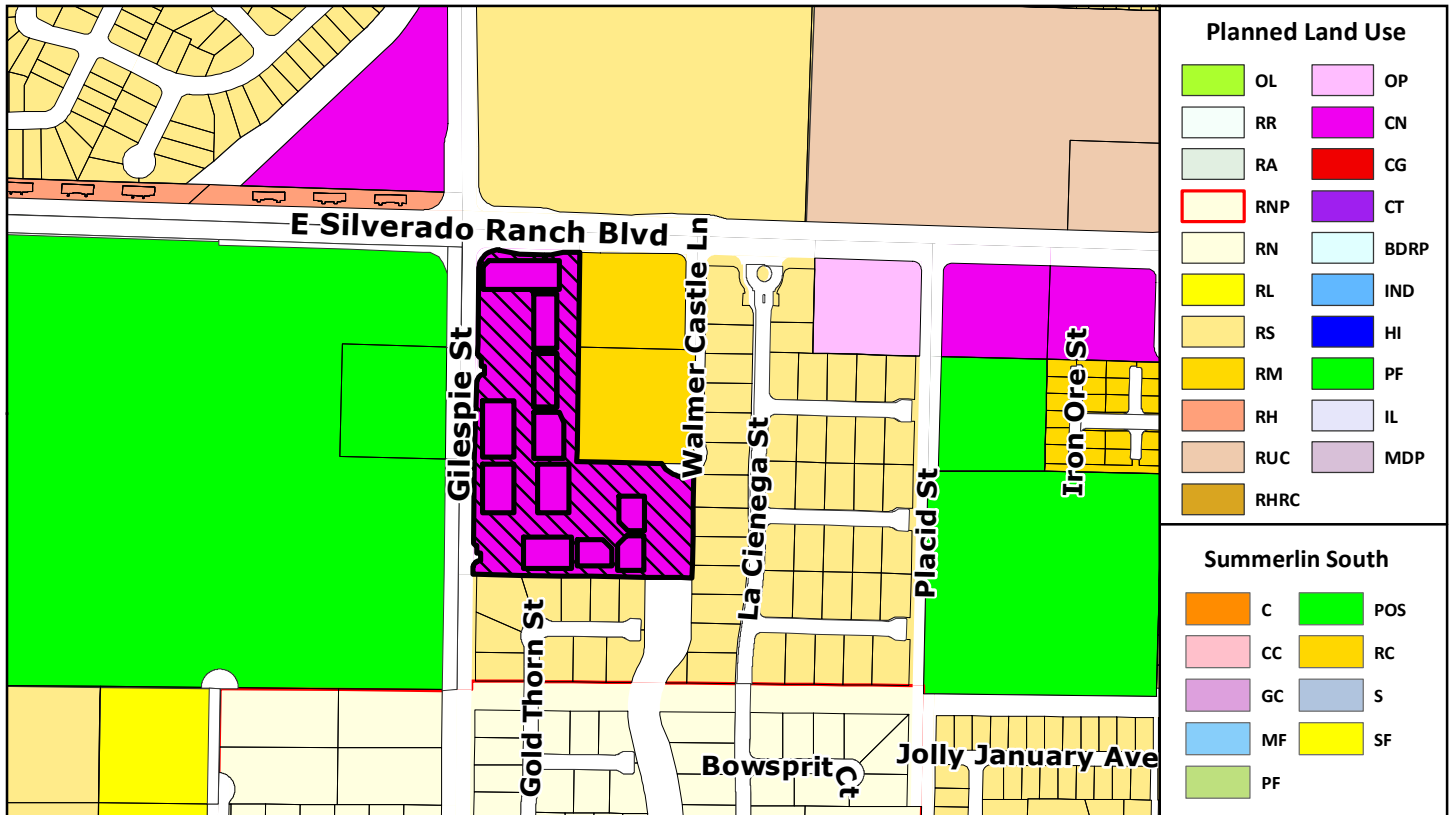 E Silverado Ranch Blvd
Walmer Castle Ln
Gillespie St
La Cienega St
Iron Ore St
Placid St
Gold Thorn St
Bowsprit Ct
Jolly January Ave
Planned Land Use
OL OP
RR CN
RA CG
RNP CT
RN BDRP
RL IND
RS HI
RM PF
RH IL
RUC MDP
RHRC
Summerlin South
C POS
CC RC
GC S
MF SF
PF